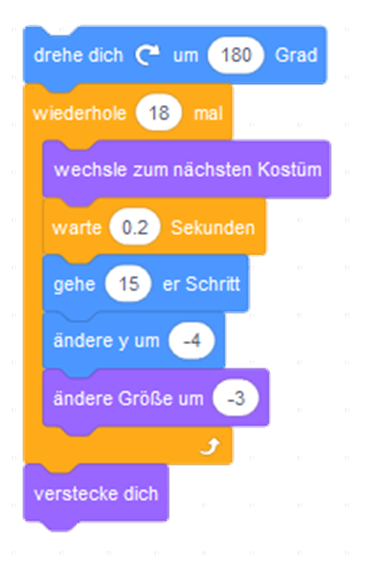 drehe dich um 180 Grad
wiederhole 18 mal
wechsle zum nächsten Kostüm
warte 0.2 Sekunden
gehe 15 er Schritt
ändere y um -4
ändere Größe um -3
verstecke dich